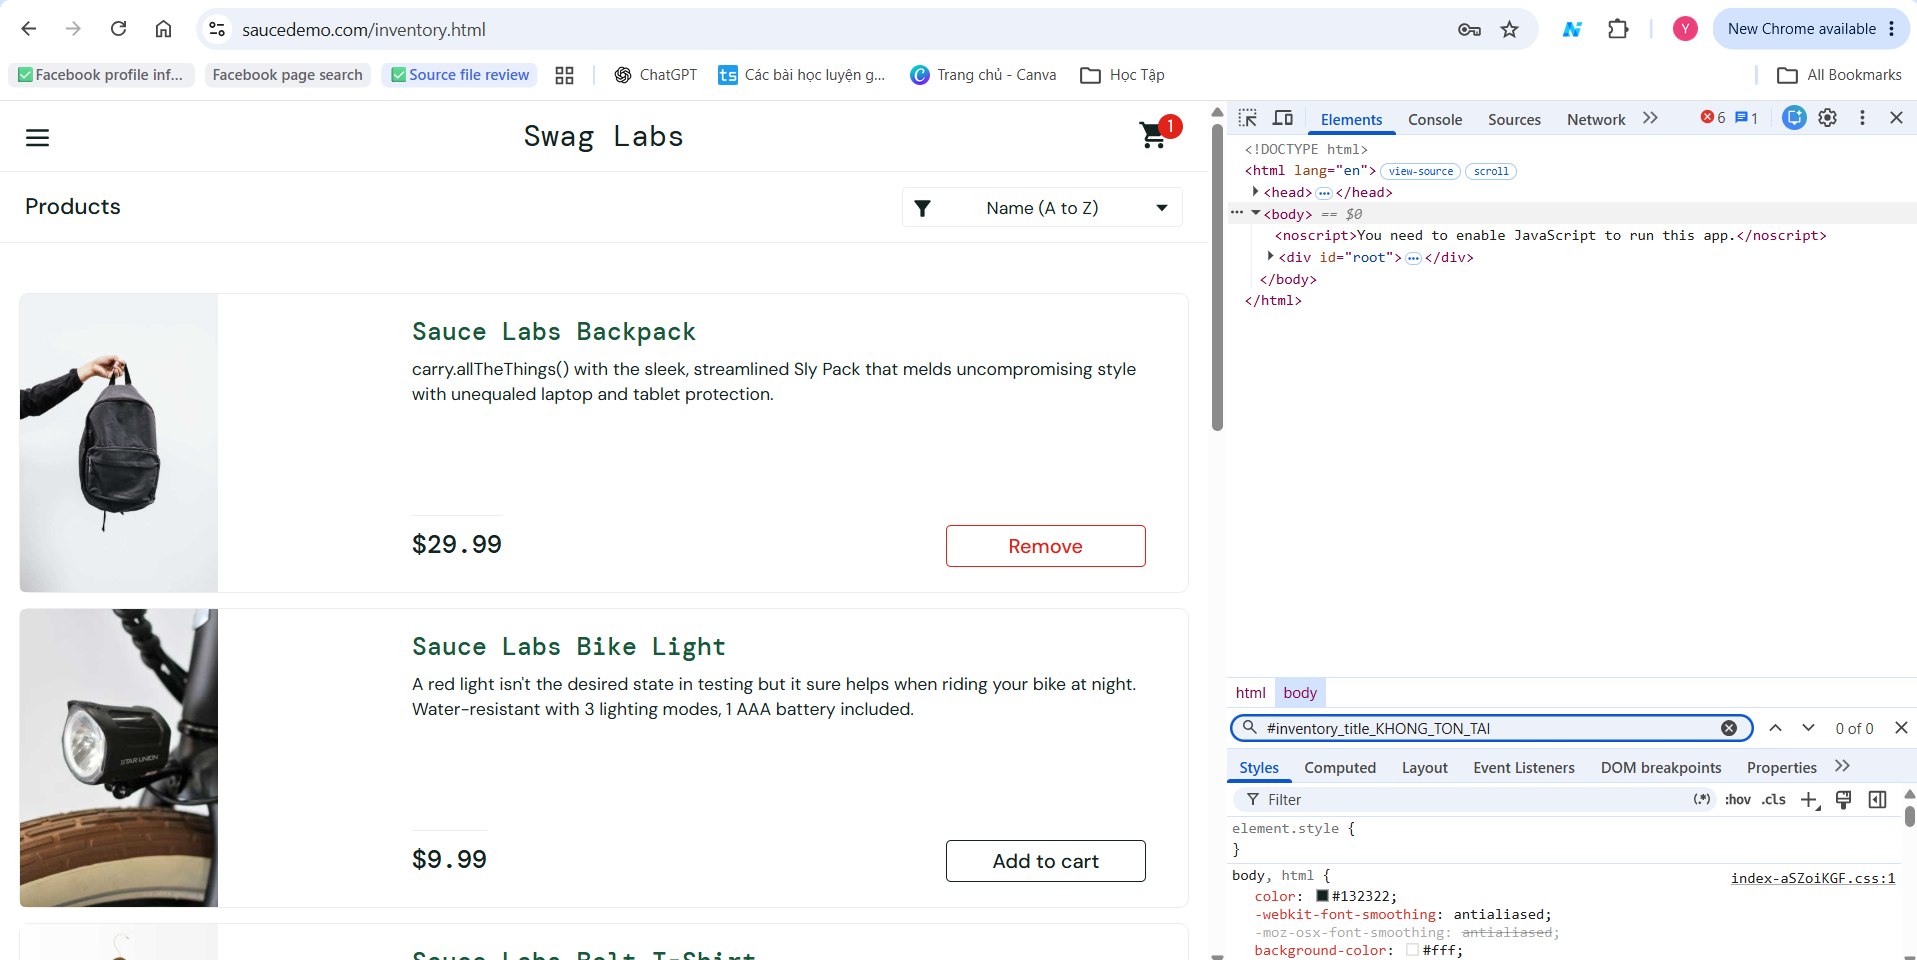 saucedemo.com/inventory.html
Y
New Chrome available
Facebook profile inf...
Facebook page search
Source file review
ChatGPT
ts
Các bài học luyện g...
Trang chủ - Canva
Học Tập
All Bookmarks
Swag Labs
1
Products
Name (A to Z)
Sauce Labs Backpack
carry.allTheThings() with the sleek, streamlined Sly Pack that melds uncompromising style
with unequaled laptop and tablet protection.
$29.99
Remove
STAR UNION
Sauce Labs Bike Light
A red light isn't the desired state in testing but it sure helps when riding your bike at night.
Water-resistant with 3 lighting modes, 1 AAA battery included.
$9.99
Add to cart
Sauce Labs Bolt T-Shirt
Elements
Console
Sources
Network
6
1
<!DOCTYPE html>
<html lang="en"> view-source scroll
<head> ... </head>
... <body> == $0
<noscript>You need to enable JavaScript to run this app.</noscript>
<div id="root"> ... </div>
</body>
</html>
html
body
#inventory_title_KHONG_TON_TAI
0 of 0
Styles
Computed
Layout
Event Listeners
DOM breakpoints
Properties
Filter
(.*)
:hov
.cls
element.style {
}
body, html {
index-aSZoiKGF.css:1
color: #132322;
-webkit-font-smoothing: antialiased;
-moz-osx-font-smoothing: antialiased;
background-color: #fff;